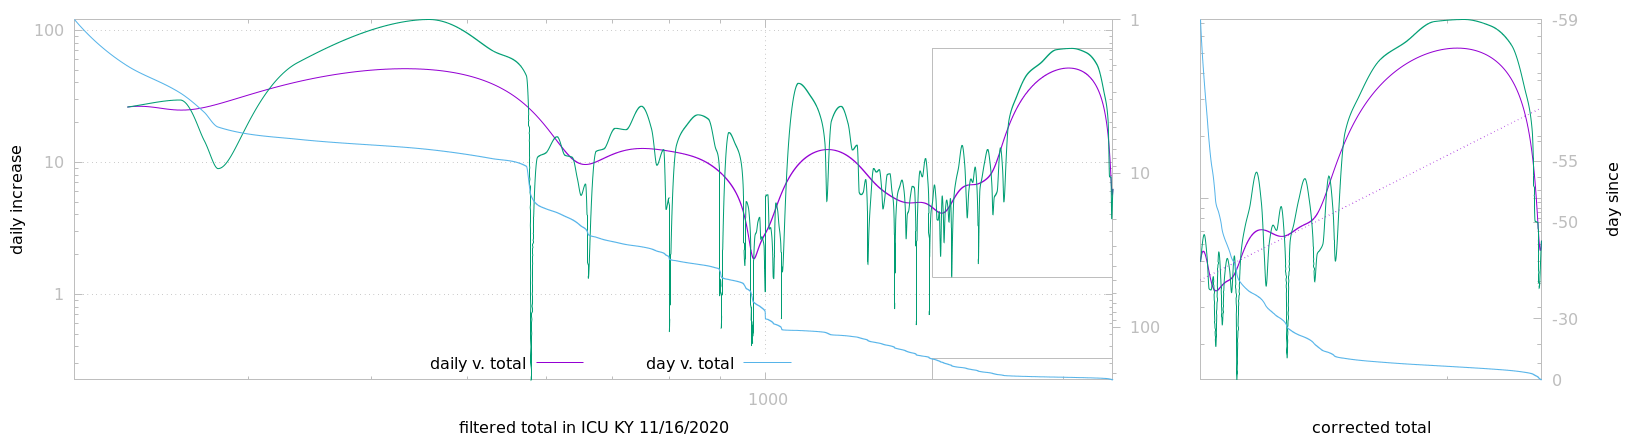 100
10
1
daily increase
daily v. total
day v. total
1000
filtered total in ICU KY 11/16/2020
1
10
100
-59
-55
-50
-30
0
day since
corrected total